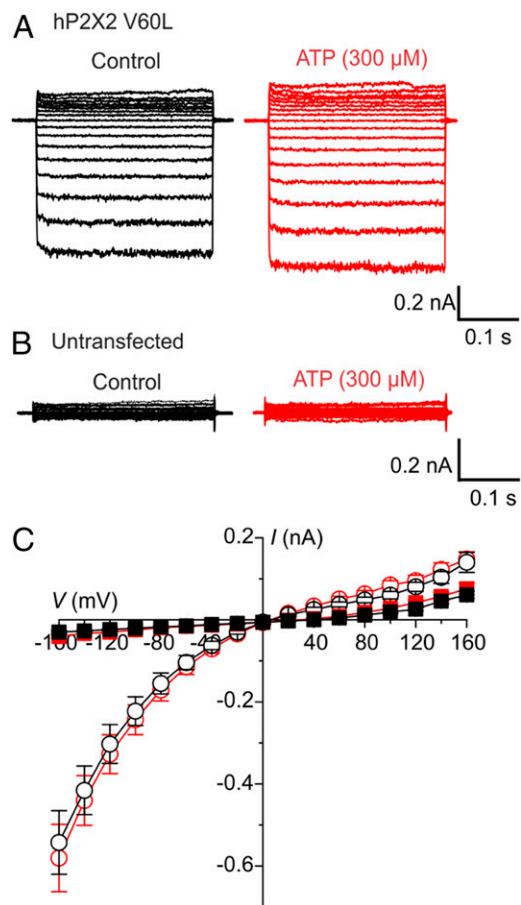 A hP2X2 V60L
Control ATP (300 µM)
0.2 nA
0.1 s
B Untransfected
Control ATP (300 µM)
0.2 nA
0.1 s
C
0.2 I (nA)
V (mV)
-160 -120 -80 -40 40 80 120 160
-0.2
-0.4
-0.6